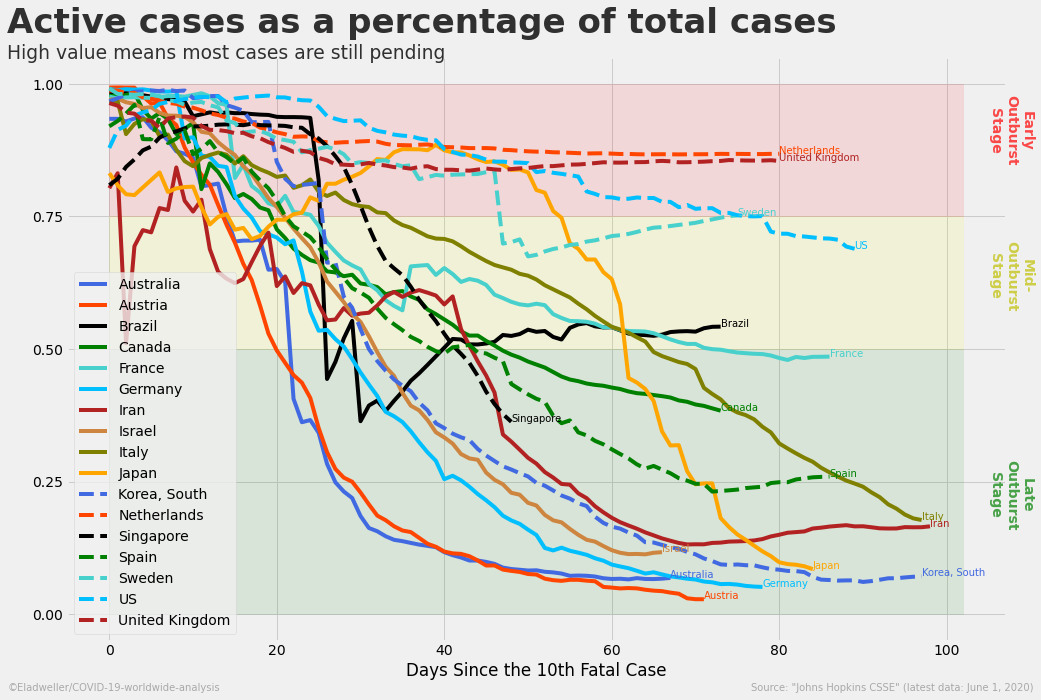 Active cases as a percentage of total cases
High value means most cases are still pending
1.00
0.75
0.50
0.25
0.00
Early
Outburst
Stage
Mid-
Outburst
Stage
Late
Outburst
Stage
Netherlands
United Kingdom
Sweden
US
Brazil
France
Canada
Singapore
Spain
Italy
Iran
Israel
Japan
Korea, South
Australia
Germany
Austria
Australia
Austria
Brazil
Canada
France
Germany
Iran
Israel
Italy
Japan
Korea, South
Netherlands
Singapore
Spain
Sweden
US
United Kingdom
0 20 40 60 80 100
Days Since the 10th Fatal Case
©Eladweller/COVID-19-worldwide-analysis
Source: "Johns Hopkins CSSE" (latest data: June 1, 2020)